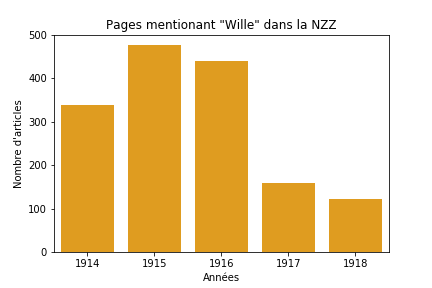 Pages mentionant "Wille" dans la NZZ
500
400
300
200
100
0
Nombre d'articles
1914 1915 1916 1917 1918
Années